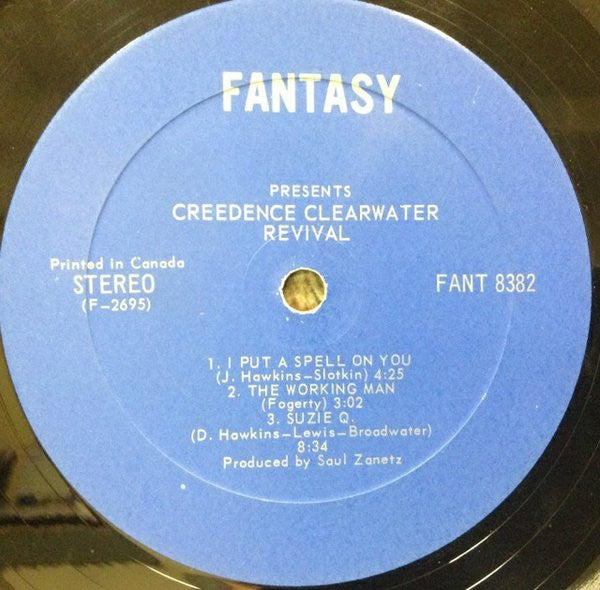 FANTASY
PRESENTS
CREEDENCE CLEARWATER
REVIVAL
Printed in Canada
STEREO
(F-2695)
FANT 8382
1. I PUT A SPELL ON YOU
(J. Hawkins-Slotkin) 4:25
2. THE WORKING MAN
(Fogerty) 3:02
3. SUZIE Q.
(D. Hawkins-Lewis-Broadwater)
8:34
Produced by Saul Zanetz